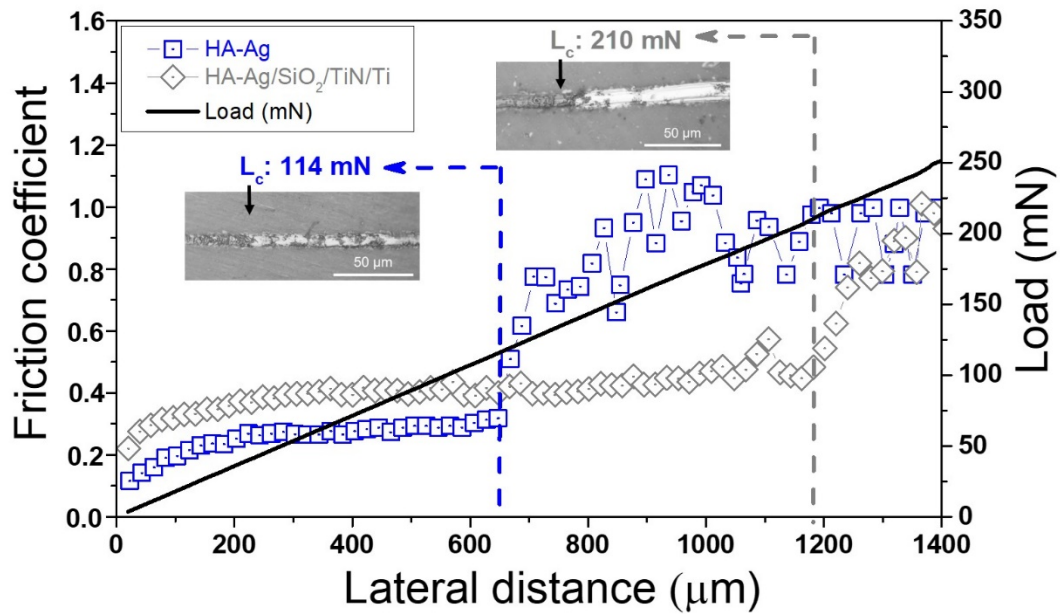 1.6
1.4
1.2
1.0
0.8
0.6
0.4
0.2
0.0
Friction coefficient
HA-Ag
HA-Ag/SiO₂/TiN/Ti
Load (mN)
L꜀: 210 mN
50 µm
L꜀: 114 mN
50 µm
350
300
250
200
150
100
50
0
Load (mN)
0 200 400 600 800 1000 1200 1400
Lateral distance (µm)